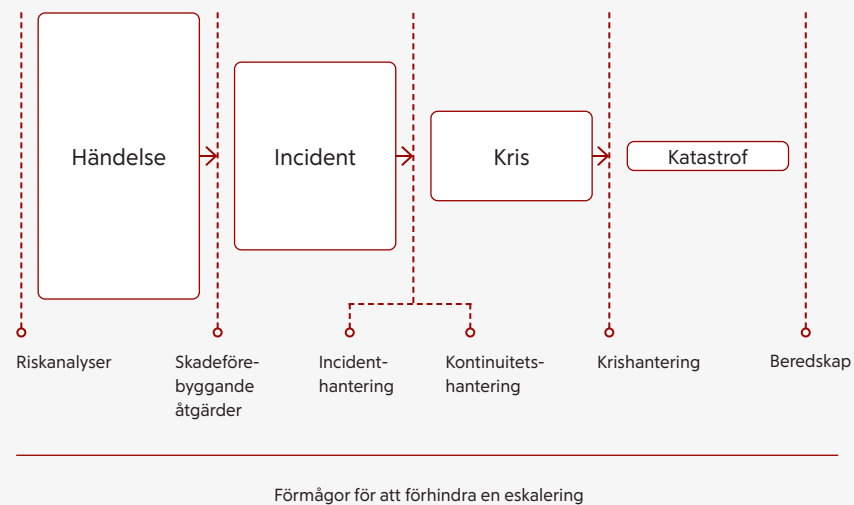 Händelse
Incident
Kris
Katastrof
Riskanalyser
Skadeföre-
byggande
åtgärder
Incident-
hantering
Kontinuitets-
hantering
Krishantering
Beredskap
Förmågor för att förhindra en eskalering